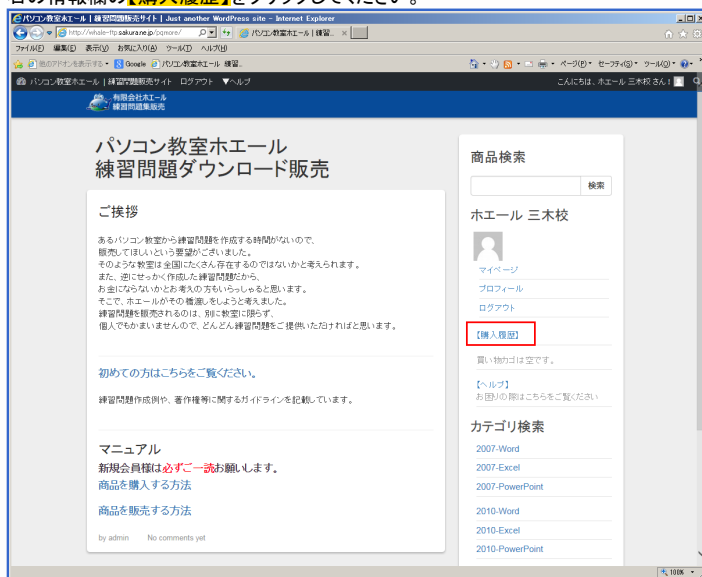 右の情報欄の【購入履歴】をクリックしてください。
パソコン教室ホエール | 練習問題販売サイト | Just another WordPress site - Internet Explorer
http://whale-ftp.sakura.ne.jp/pqmore/
パソコン教室ホエール | 練習...
ファイル(F) 編集(E) 表示(V) お気に入り(A) ツール(T) ヘルプ(H)
他のアドオンを表示する Google パソコン教室ホエール 練習...
ページ(P) セーフティ(S) ツール(O)
パソコン教室ホエール | 練習問題販売サイト ログアウト ▼ヘルプ
こんにちは、ホエール 三木校 さん!
有限会社ホエール
練習問題集販売
パソコン教室ホエール
練習問題ダウンロード販売
ご挨拶
あるパソコン教室から練習問題を作成する時間がないので、
販売してほしいという要望がございました。
そのような教室は全国にたくさん存在するのではないかと考えられます。
また、逆にせっかく作成した練習問題だから、
お金にならないかとお考えの方もいらっしゃると思います。
そこで、ホエールがその橋渡しをしようと考えました。
練習問題を販売されるのは、別に教室に限らず、
個人でもかまいませんので、どんどん練習問題をご提供いただければと思います。
初めての方はこちらをご覧ください。
練習問題作成例や、著作権等に関するガイドラインを記載しています。
マニュアル
新規会員様は必ずご一読お願いします。
商品を購入する方法
商品を販売する方法
by admin No comments yet
商品検索
検索
ホエール 三木校
マイページ
プロフィール
ログアウト
【購入履歴】
買い物カゴは空です。
【ヘルプ】
お困りの際はこちらをご覧ください
カテゴリ検索
2007-Word
2007-Excel
2007-PowerPoint
2010-Word
2010-Excel
2010-PowerPoint
100%